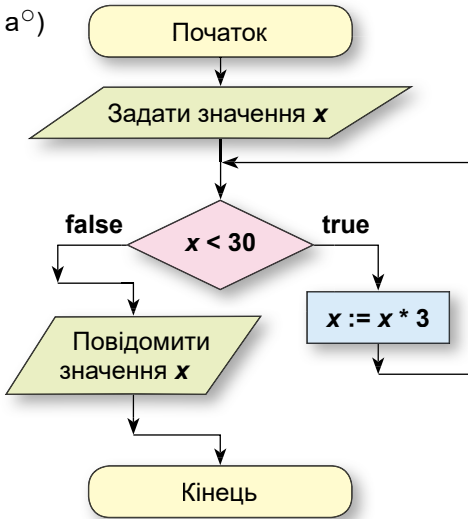 a○)
Початок
Задати значення x
false
true
x < 30
x := x * 3
Повідомити
значення x
Кінець